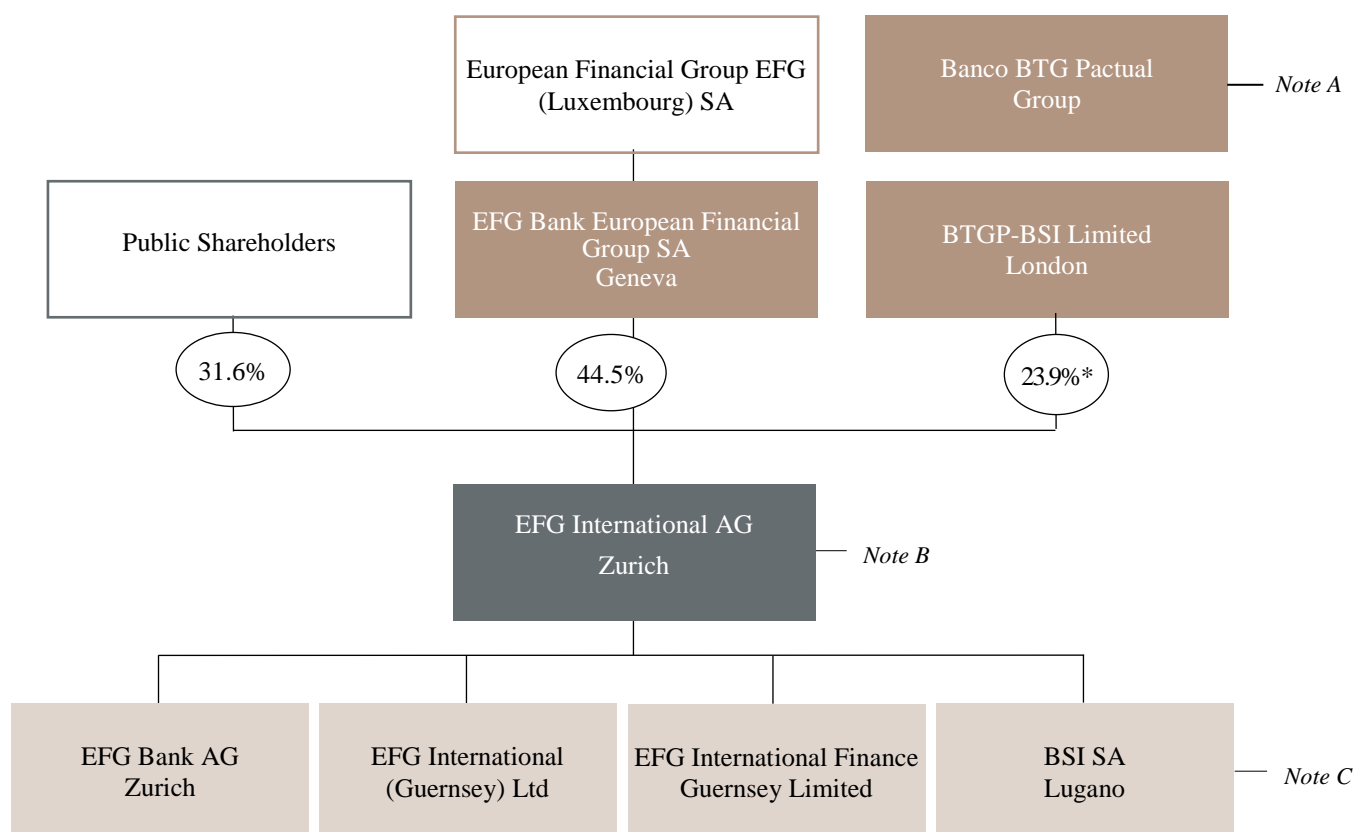 European Financial Group EFG
(Luxembourg) SA
Banco BTG Pactual
Group
Note A
Public Shareholders
EFG Bank European Financial
Group SA
Geneva
BTGP-BSI Limited
London
31.6%
44.5%
23.9%*
EFG International AG
Zurich
Note B
EFG Bank AG
Zurich
EFG International
(Guernsey) Ltd
EFG International Finance
Guernsey Limited
BSI SA
Lugano
Note C